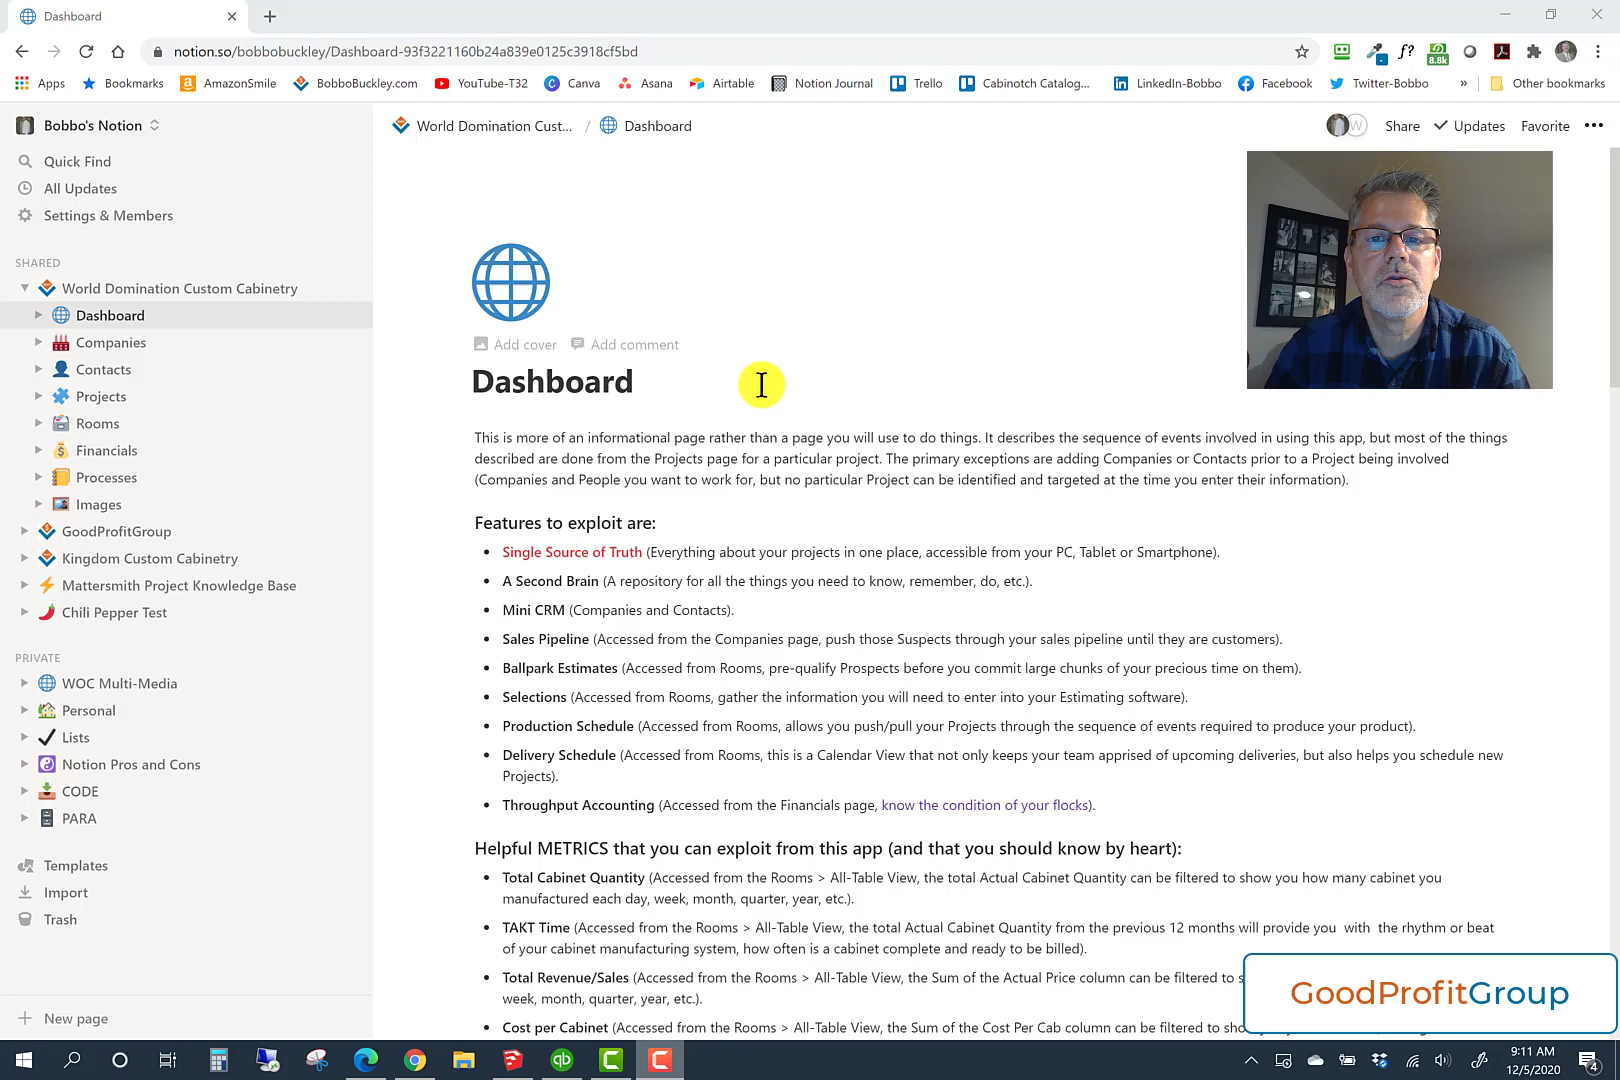 Dashboard
notion.so/bobbobuckley/Dashboard-93f3221160b24a839e0125c3918cf5bd
f?
8.8k
Apps
Bookmarks
AmazonSmile
BobboBuckley.com
YouTube-T32
Canva
Asana
Airtable
Notion Journal
Trello
Cabinotch Catalog...
LinkedIn-Bobbo
Facebook
Twitter-Bobbo
»
Other bookmarks
Bobbo's Notion
Quick Find
All Updates
Settings & Members
SHARED
World Domination Custom Cabinetry
Dashboard
Companies
Contacts
Projects
Rooms
Financials
Processes
Images
GoodProfitGroup
Kingdom Custom Cabinetry
Mattersmith Project Knowledge Base
Chili Pepper Test
PRIVATE
WOC Multi-Media
Personal
Lists
Notion Pros and Cons
CODE
PARA
Templates
Import
Trash
New page
World Domination Cust... / Dashboard
W
Share
Updates
Favorite
Add cover
Add comment
Dashboard
This is more of an informational page rather than a page you will use to do things. It describes the sequence of events involved in using this app, but most of the things
described are done from the Projects page for a particular project. The primary exceptions are adding Companies or Contacts prior to a Project being involved
(Companies and People you want to work for, but no particular Project can be identified and targeted at the time you enter their information).
Features to exploit are:
• Single Source of Truth (Everything about your projects in one place, accessible from your PC, Tablet or Smartphone).
• A Second Brain (A repository for all the things you need to know, remember, do, etc.).
• Mini CRM (Companies and Contacts).
• Sales Pipeline (Accessed from the Companies page, push those Suspects through your sales pipeline until they are customers).
• Ballpark Estimates (Accessed from Rooms, pre-qualify Prospects before you commit large chunks of your precious time on them).
• Selections (Accessed from Rooms, gather the information you will need to enter into your Estimating software).
• Production Schedule (Accessed from Rooms, allows you push/pull your Projects through the sequence of events required to produce your product).
• Delivery Schedule (Accessed from Rooms, this is a Calendar View that not only keeps your team apprised of upcoming deliveries, but also helps you schedule new
Projects).
• Throughput Accounting (Accessed from the Financials page, know the condition of your flocks).
Helpful METRICS that you can exploit from this app (and that you should know by heart):
• Total Cabinet Quantity (Accessed from the Rooms > All-Table View, the total Actual Cabinet Quantity can be filtered to show you how many cabinet you
manufactured each day, week, month, quarter, year, etc.).
• TAKT Time (Accessed from the Rooms > All-Table View, the total Actual Cabinet Quantity from the previous 12 months will provide you with the rhythm or beat
of your cabinet manufacturing system, how often is a cabinet complete and ready to be billed).
• Total Revenue/Sales (Accessed from the Rooms > All-Table View, the Sum of the Actual Price column can be filtered to
week, month, quarter, year, etc.).
• Cost per Cabinet (Accessed from the Rooms > All-Table View, the Sum of the Cost Per Cab column can be filtered to
GoodProfitGroup
qb
9:11 AM
12/5/2020
4